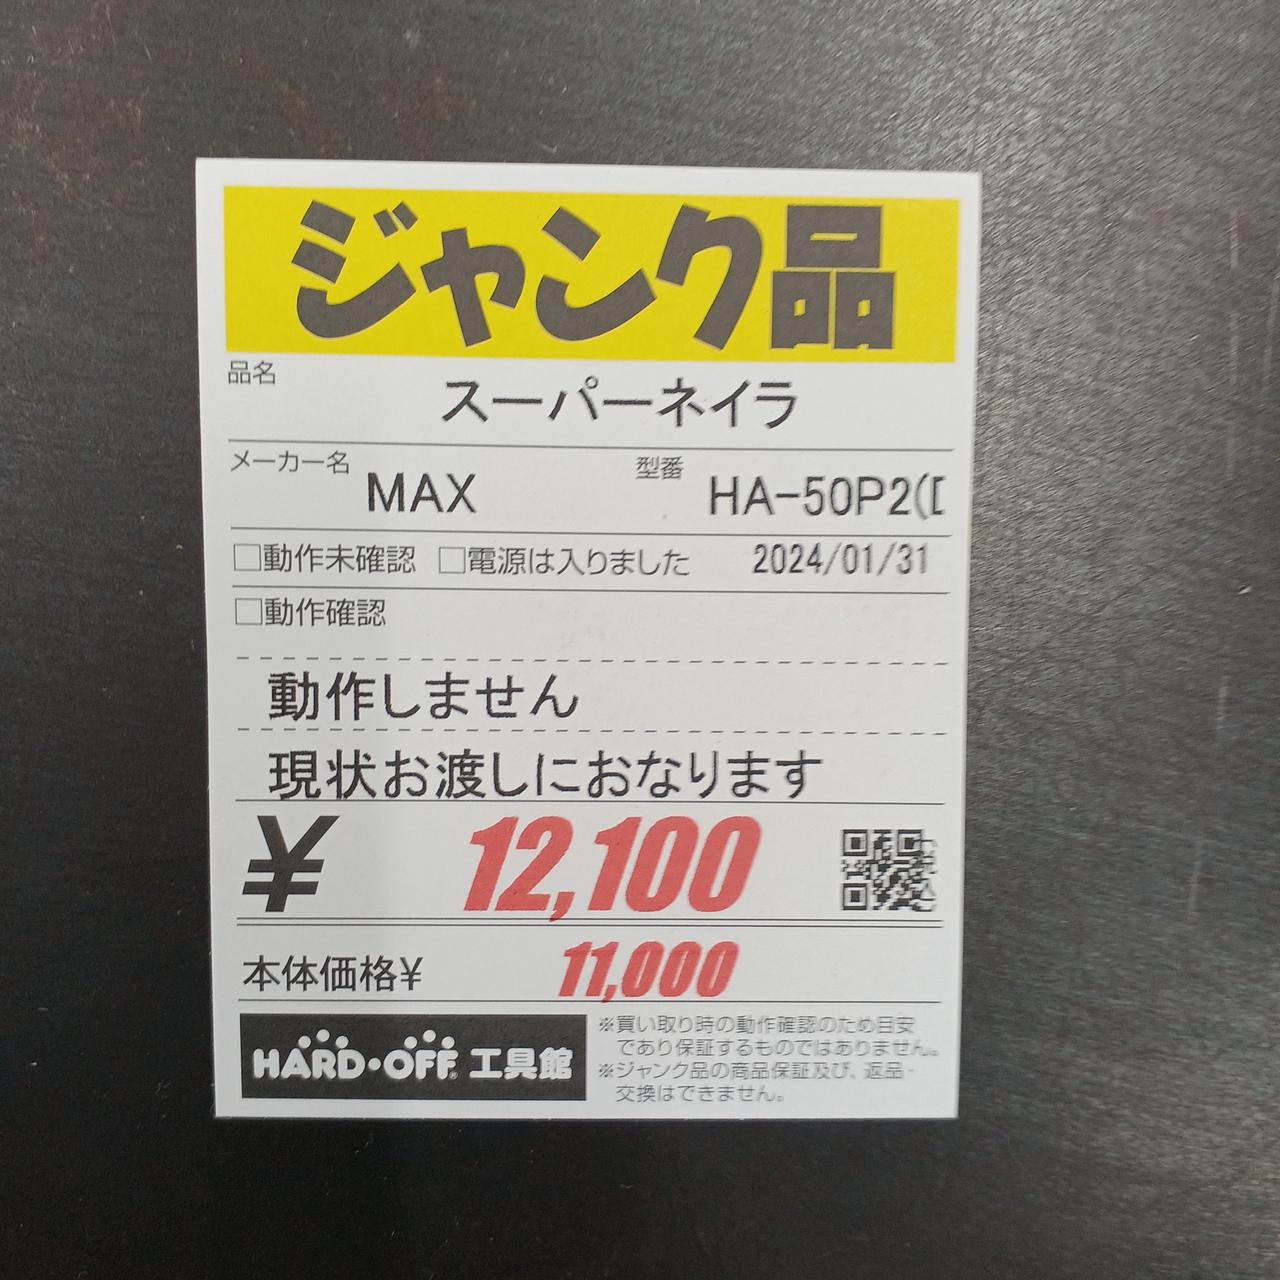 ジャンク品
品名
スーパーネイラ
メーカー名 MAX 型番 HA-50P2(D
□動作未確認 □電源は入りました 2024/01/31
□動作確認
動作しません
現状お渡しにおなります
¥ 12,100
本体価格¥ 11,000
HARD・OFF® 工具館
※買い取り時の動作確認のため目安
であり保証するものではありません。
※ジャンク品の商品保証及び、返品・
交換はできません。